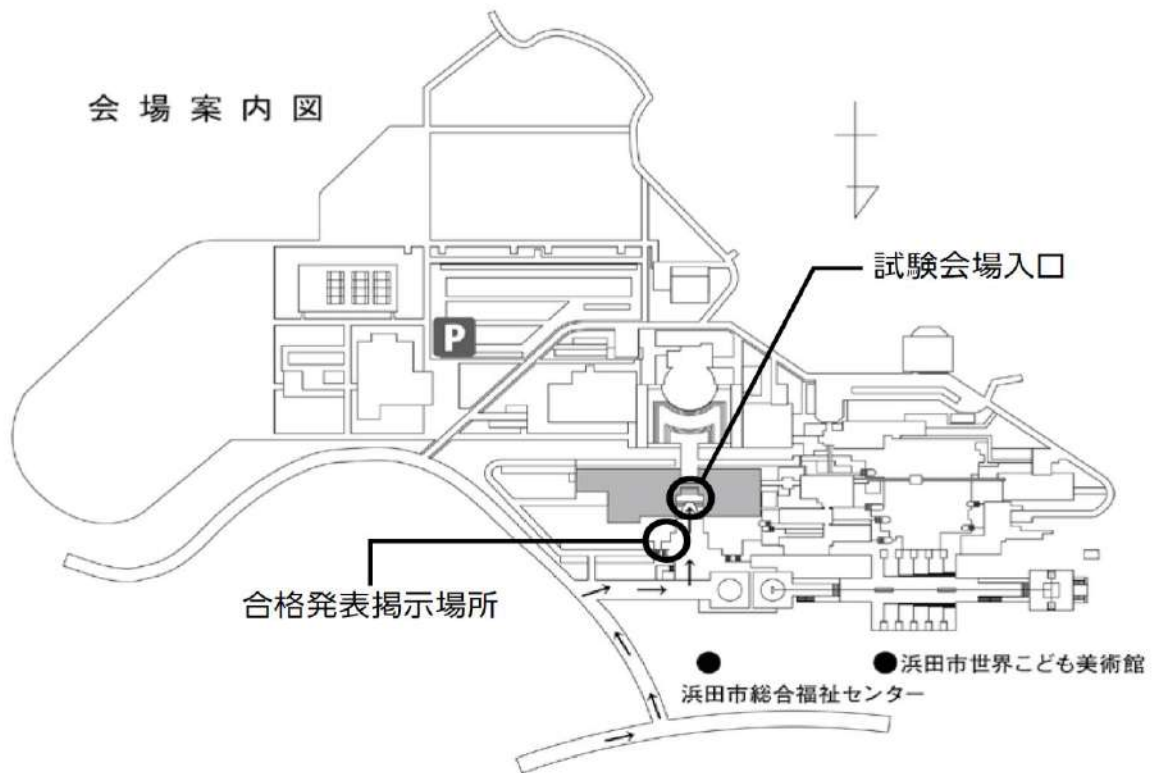 会場案内図
試験会場入口
P
合格発表掲示場所
浜田市世界こども美術館
浜田市総合福祉センター